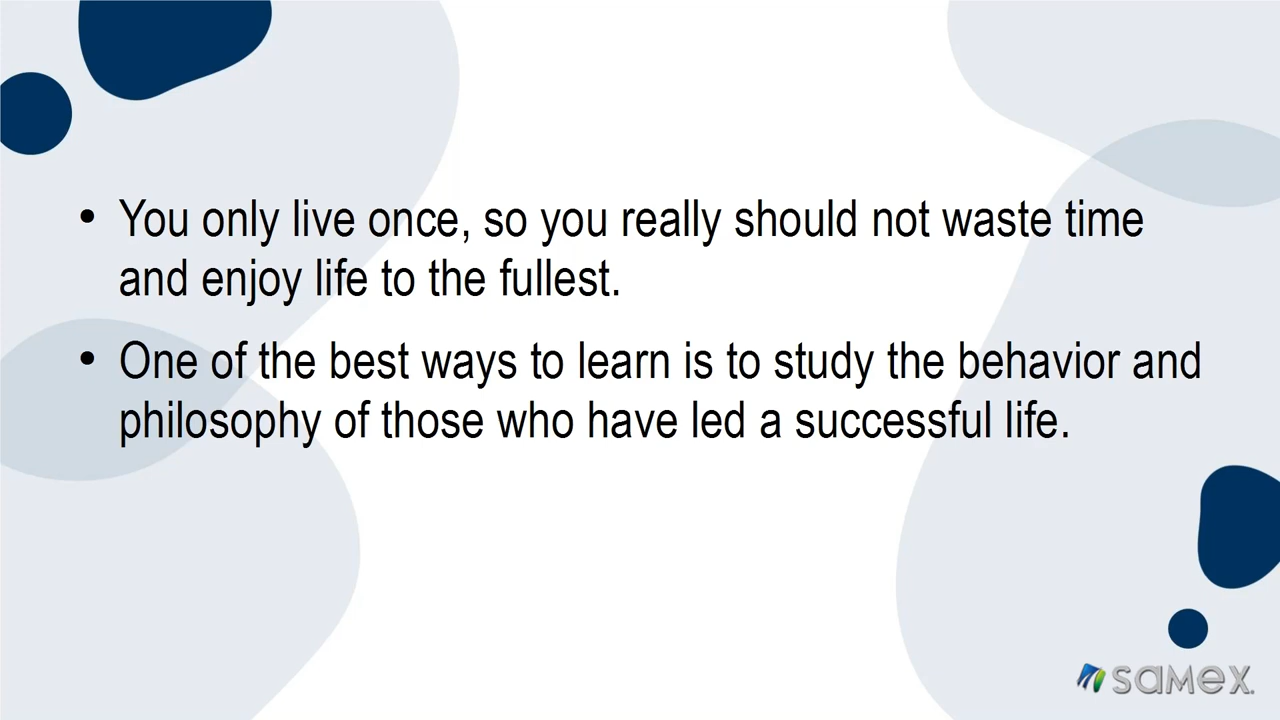 • You only live once, so you really should not waste time
and enjoy life to the fullest.
• One of the best ways to learn is to study the behavior and
philosophy of those who have led a successful life.
samex.